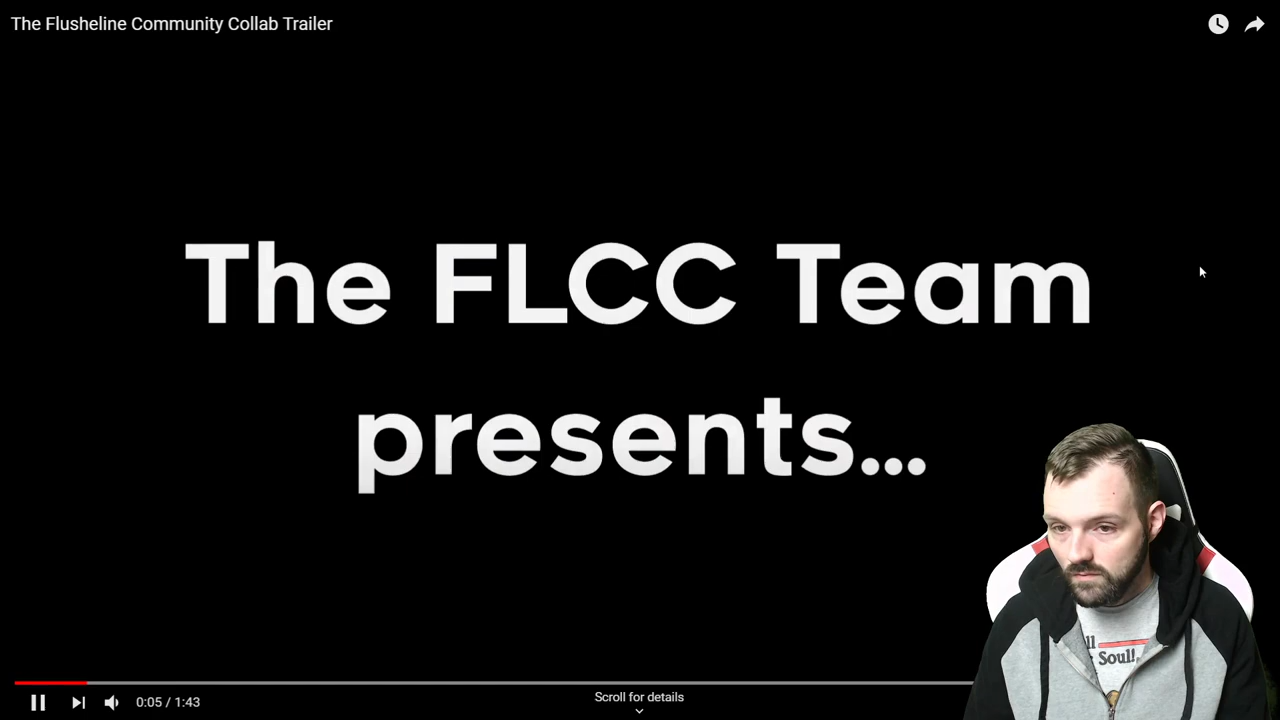 The Flusheline Community Collab Trailer
The FLCC Team
presents...
Soul!
0:05 / 1:43
Scroll for details